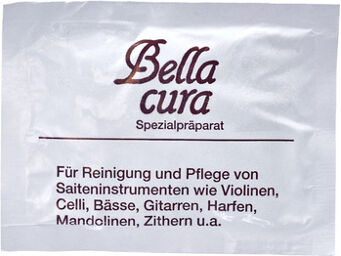 Bella
cura
Spezialpräparat
Für Reinigung und Pflege von
Saiteninstrumenten wie Violinen,
Celli, Bässe, Gitarren, Harfen,
Mandolinen, Zithern u.a.